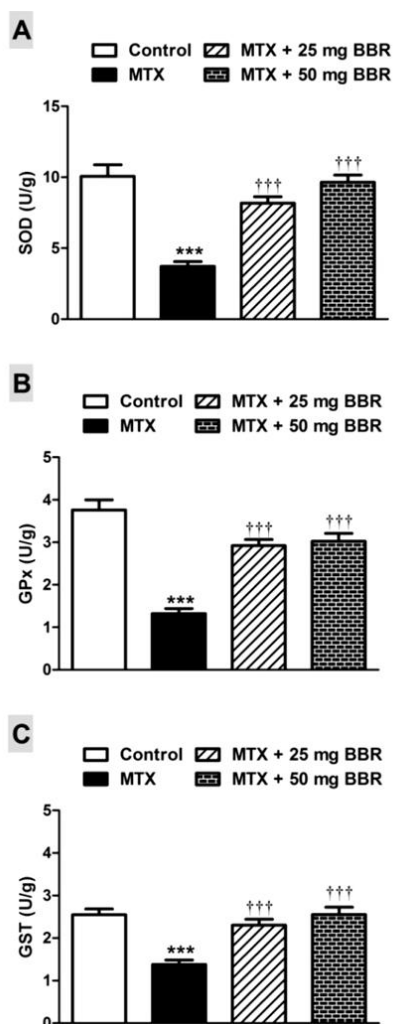 A
Control MTX + 25 mg BBR
MTX MTX + 50 mg BBR
15
10
5
0
SOD (U/g)
***
†††
†††
B
Control MTX + 25 mg BBR
MTX MTX + 50 mg BBR
5
4
3
2
1
0
GPx (U/g)
***
†††
†††
C
Control MTX + 25 mg BBR
MTX MTX + 50 mg BBR
5
4
3
2
1
0
GST (U/g)
***
†††
†††